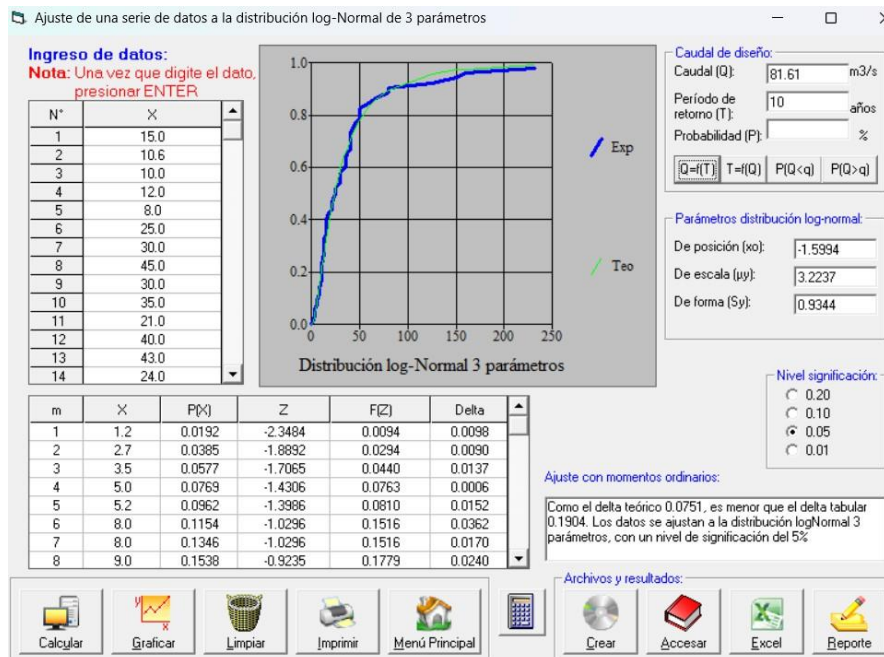 Ajuste de una serie de datos a la distribución log-Normal de 3 parámetros
Ingreso de datos:
Nota: Una vez que digite el dato,
presionar ENTER
N° X
1 15.0
2 10.6
3 10.0
4 12.0
5 8.0
6 25.0
7 30.0
8 45.0
9 30.0
10 35.0
11 21.0
12 40.0
13 43.0
14 24.0
1.0
0.8
0.6
0.4
0.2
0.0
0 50 100 150 200 250
Exp
Teo
Distribución log-Normal 3 parámetros
Caudal de diseño:
Caudal (Q): 81.61 m3/s
Período de
retorno (T): 10 años
Probabilidad (P): %
Q=f(T) T=f(Q) P(Q<q) P(Q>q)
Parámetros distribución log-normal:
De posición (xo): -1.5994
De escala (µy): 3.2237
De forma (Sy): 0.9344
Nivel significación:
0.20
0.10
0.05
0.01
m X P(X) Z F(Z) Delta
1 1.2 0.0192 -2.3484 0.0094 0.0098
2 2.7 0.0385 -1.8892 0.0294 0.0090
3 3.5 0.0577 -1.7065 0.0440 0.0137
4 5.0 0.0769 -1.4306 0.0763 0.0006
5 5.2 0.0962 -1.3986 0.0810 0.0152
6 8.0 0.1154 -1.0296 0.1516 0.0362
7 8.0 0.1346 -1.0296 0.1516 0.0170
8 9.0 0.1538 -0.9235 0.1779 0.0240
Ajuste con momentos ordinarios:
Como el delta teórico 0.0751, es menor que el delta tabular
0.1904. Los datos se ajustan a la distribución logNormal 3
parámetros, con un nivel de significación del 5%
Archivos y resultados:
Calcular Graficar Limpiar Imprimir Menú Principal Crear Accesar Excel Reporte